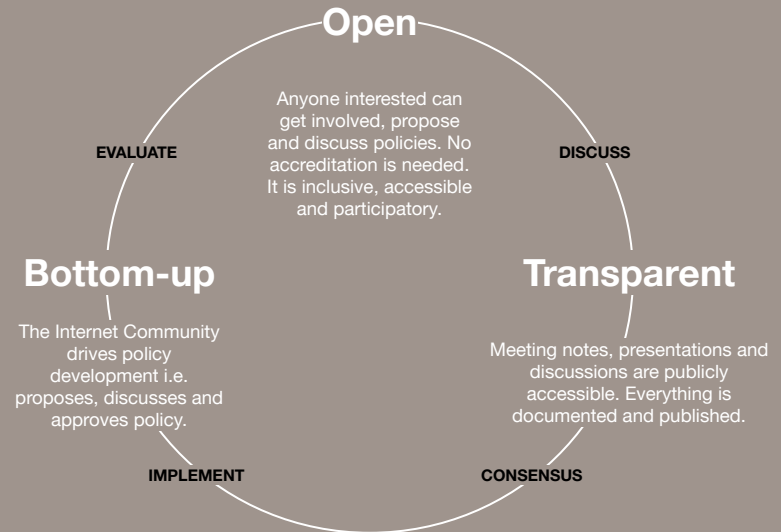 Open
Anyone interested can
get involved, propose
and discuss policies. No
accreditation is needed.
It is inclusive, accessible
and participatory.
EVALUATE
DISCUSS
Bottom-up
The Internet Community
drives policy
development i.e.
proposes, discusses and
approves policy.
Transparent
Meeting notes, presentations and
discussions are publicly
accessible. Everything is
documented and published.
IMPLEMENT
CONSENSUS